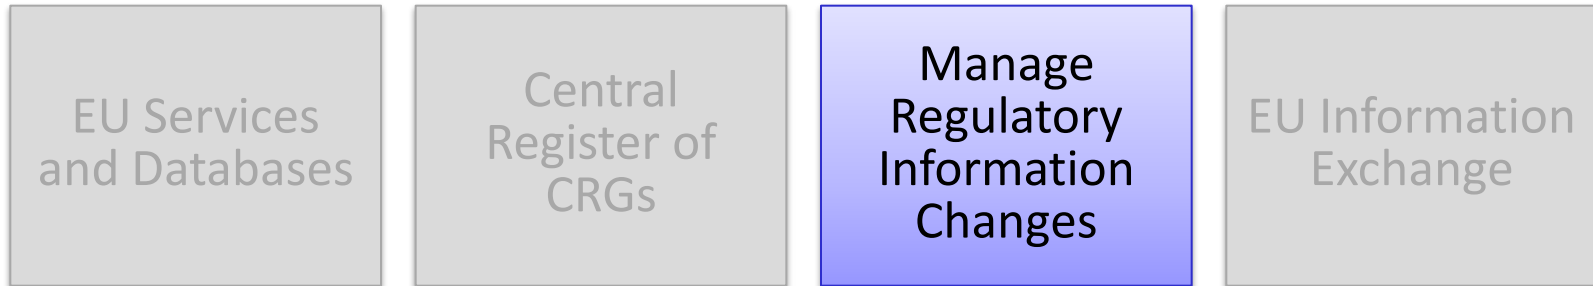 EU Services
and Databases
Central
Register of
CRGs
Manage
Regulatory
Information
Changes
EU Information
Exchange